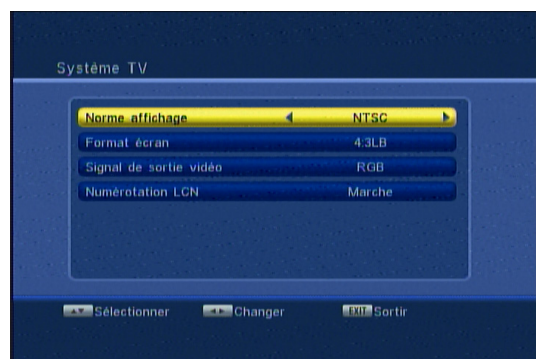 Système TV
Norme affichage NTSC
Format écran 4:3LB
Signal de sortie vidéo RGB
Numérotation LCN Marche
Sélectionner Changer EXIT Sortir